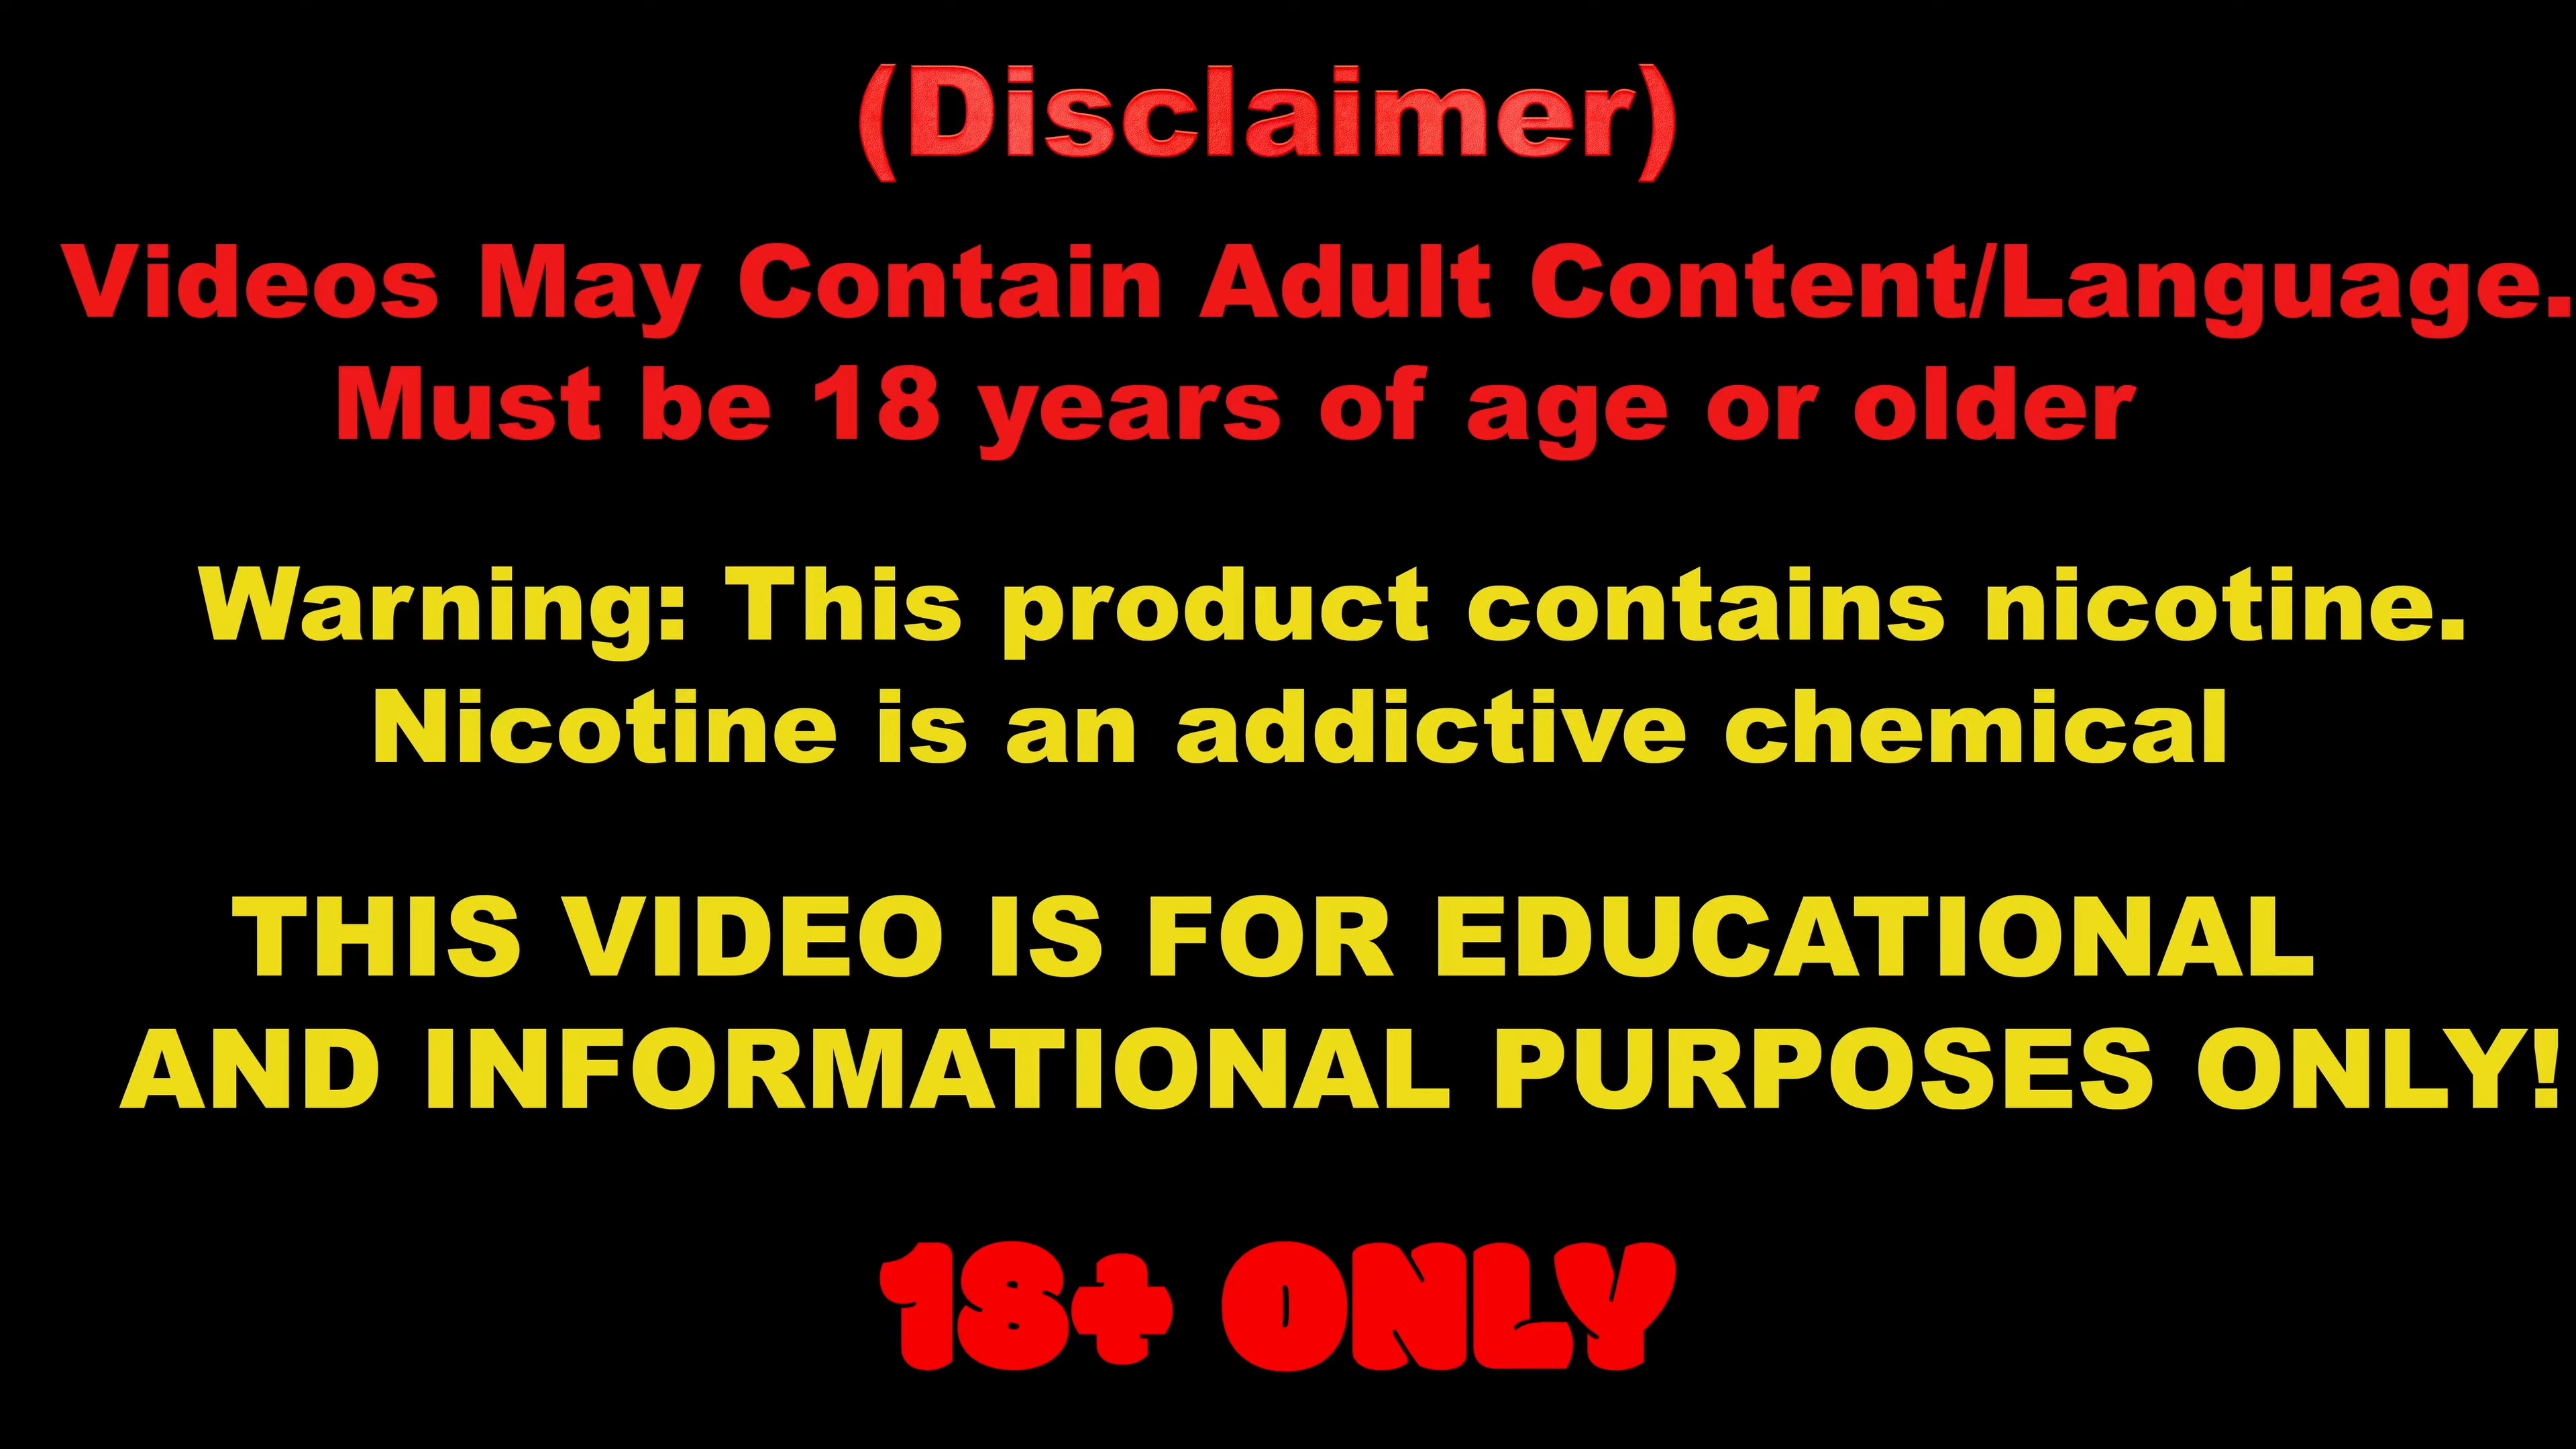 (Disclaimer)
Videos May Contain Adult Content/Language.
Must be 18 years of age or older
Warning: This product contains nicotine.
Nicotine is an addictive chemical
THIS VIDEO IS FOR EDUCATIONAL
AND INFORMATIONAL PURPOSES ONLY!
18+ ONLY